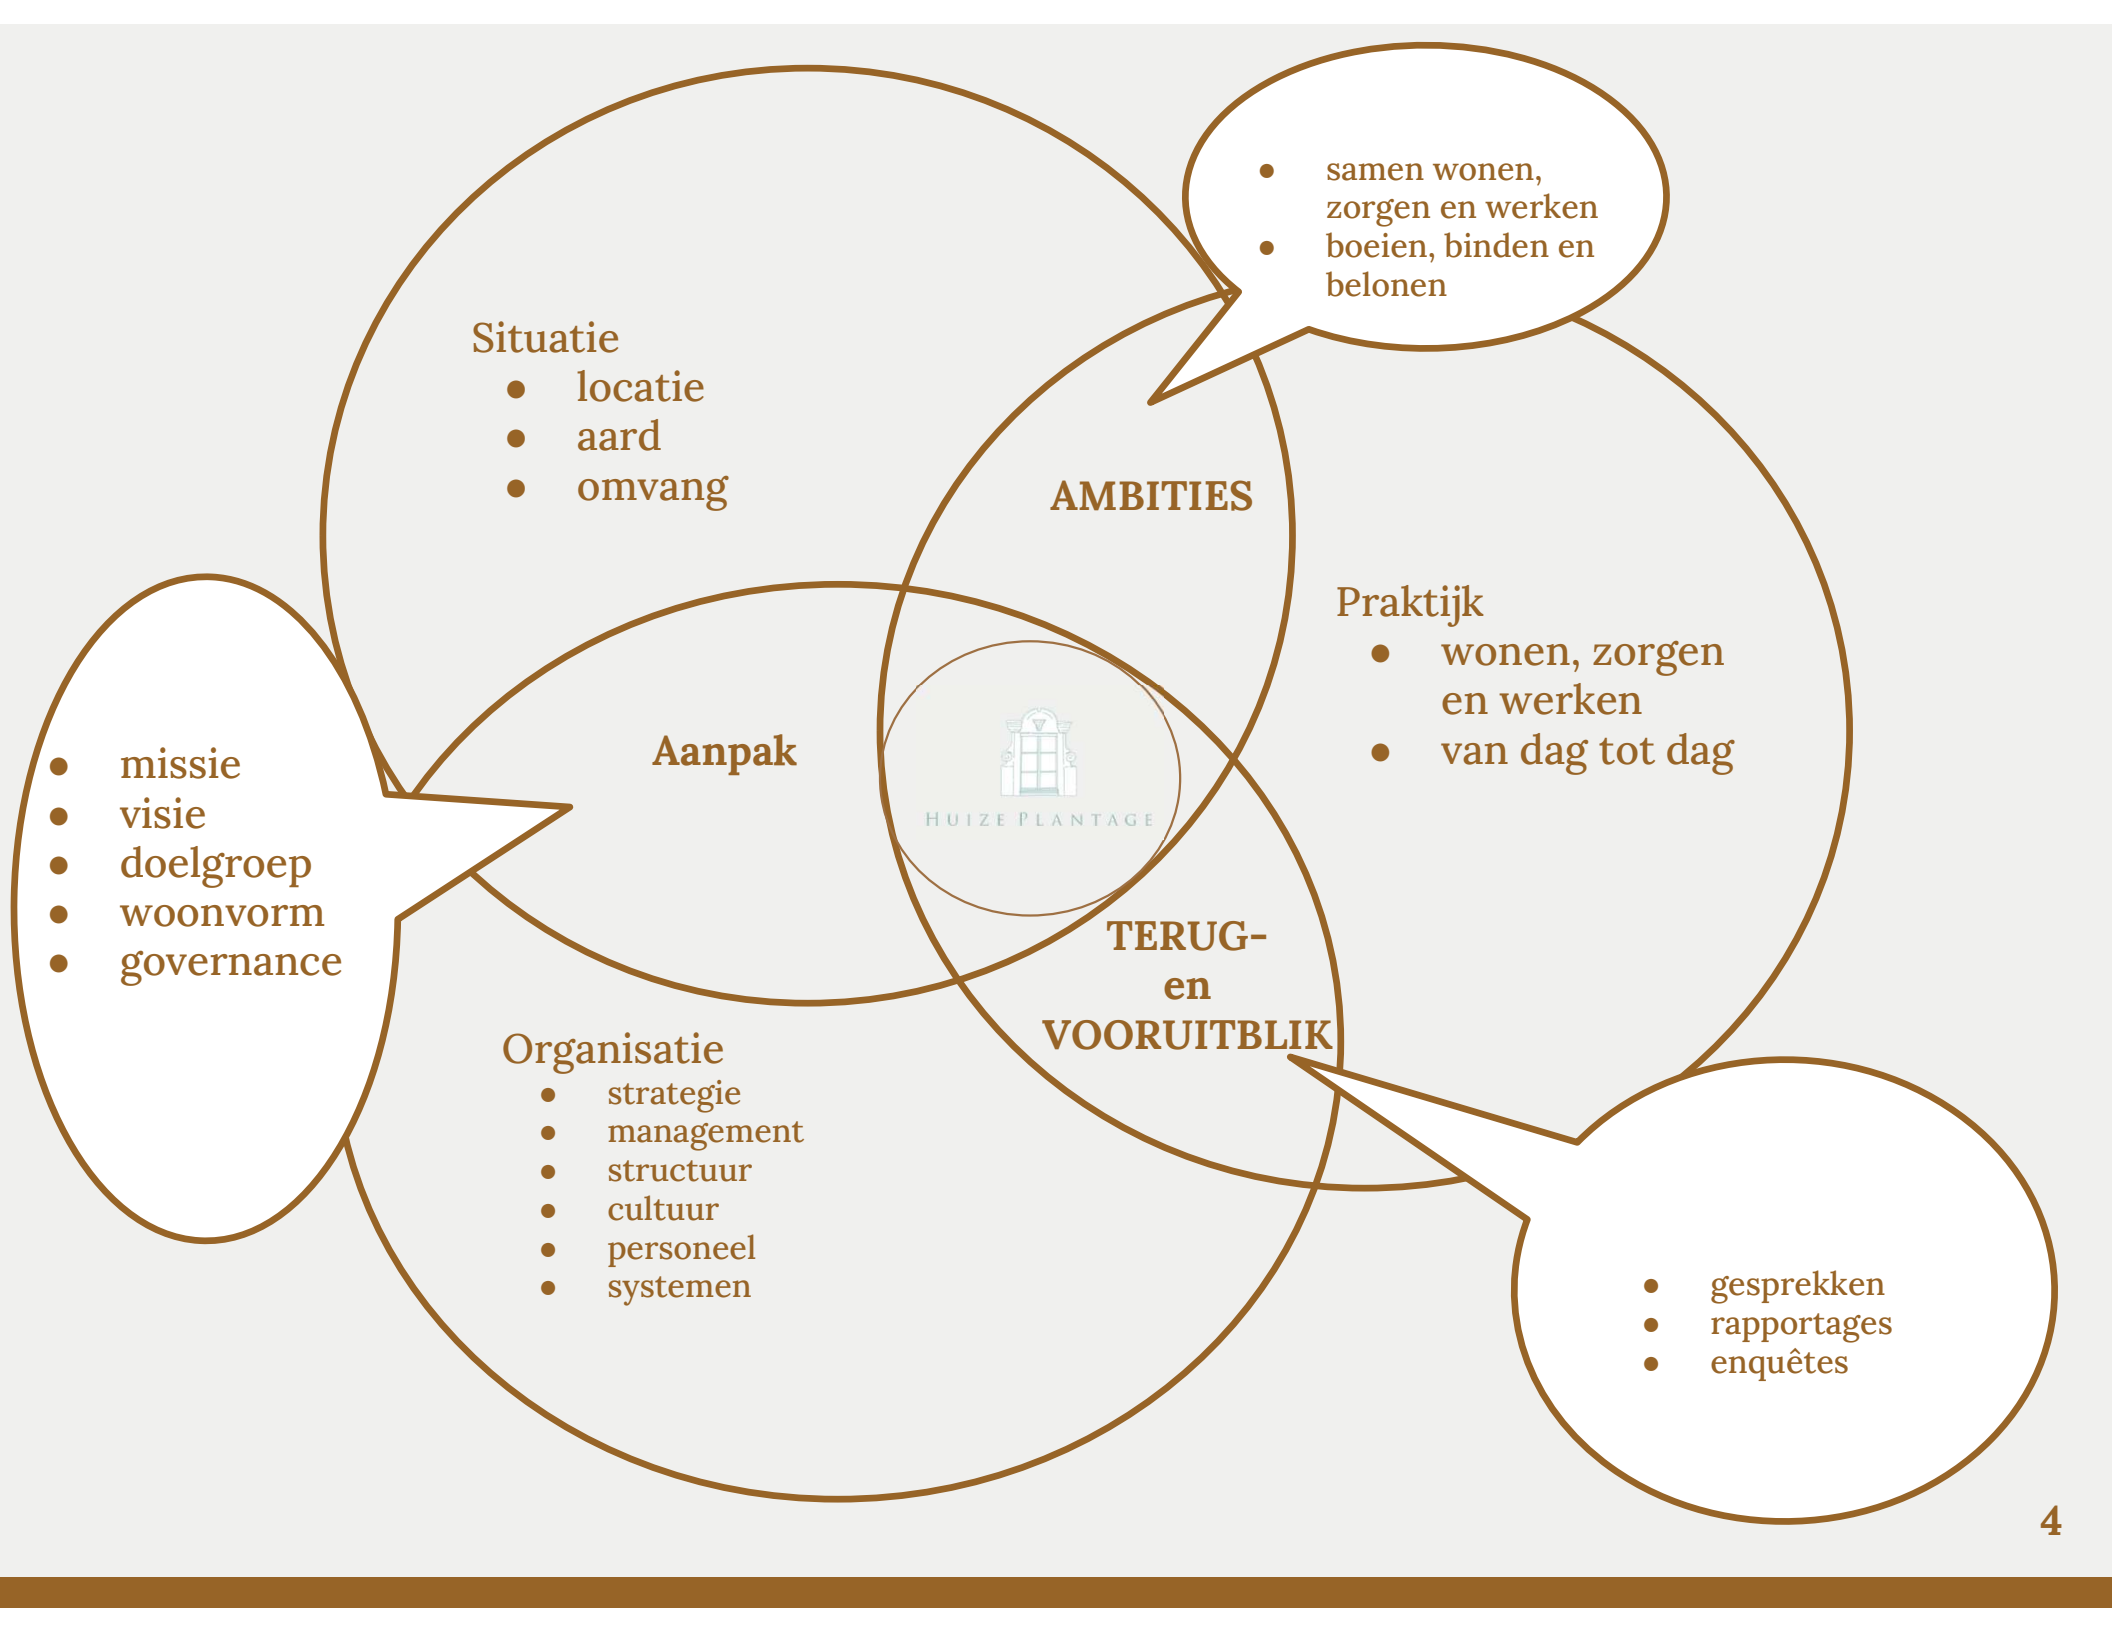 ● samen wonen,
zorgen en werken
● boeien, binden en
belonen
Situatie
● locatie
● aard
● omvang
AMBITIES
Praktijk
● wonen, zorgen
en werken
● van dag tot dag
Aanpak
● missie
● visie
● doelgroep
● woonvorm
● governance
HUIZE PLANTAGE
TERUG-
en
VOORUITBLIK
Organisatie
● strategie
● management
● structuur
● cultuur
● personeel
● systemen
● gesprekken
● rapportages
● enquêtes
4